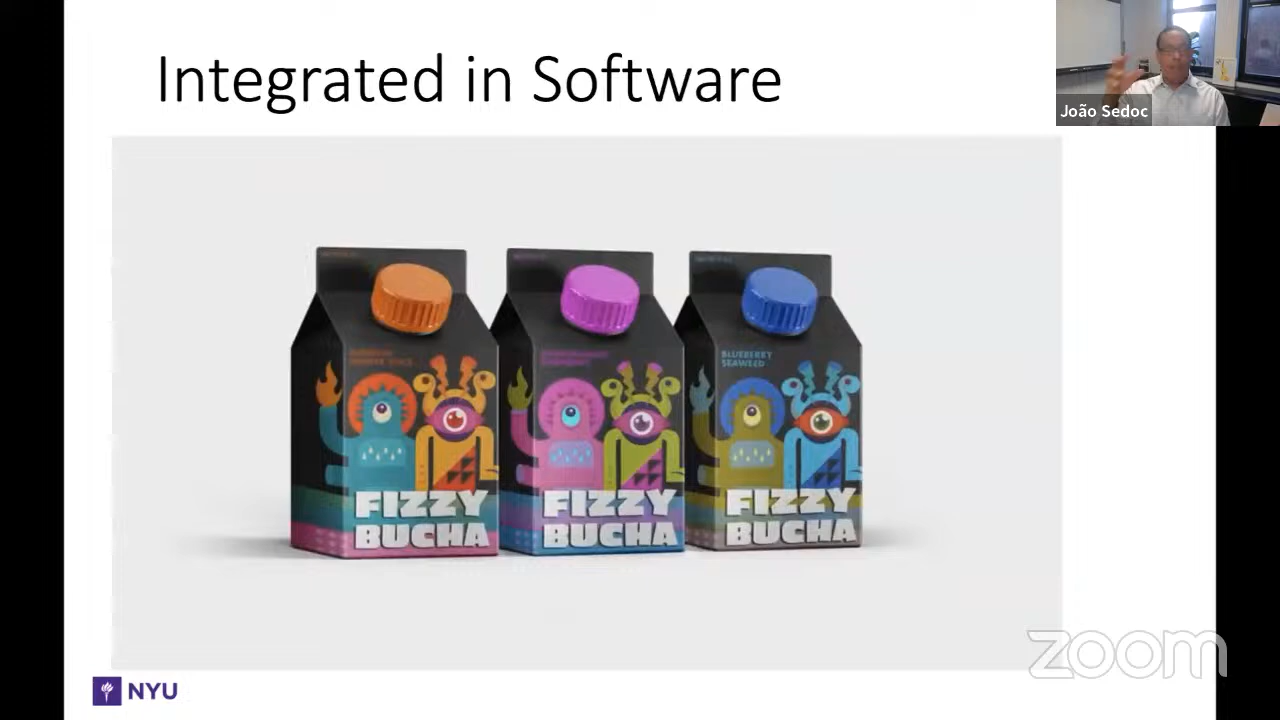 Integrated in Software
João Sedoc
BLUEBERRY
SEAWEED
FIZZY
BUCHA
FIZZY
BUCHA
FIZZY
BUCHA
zoom
NYU